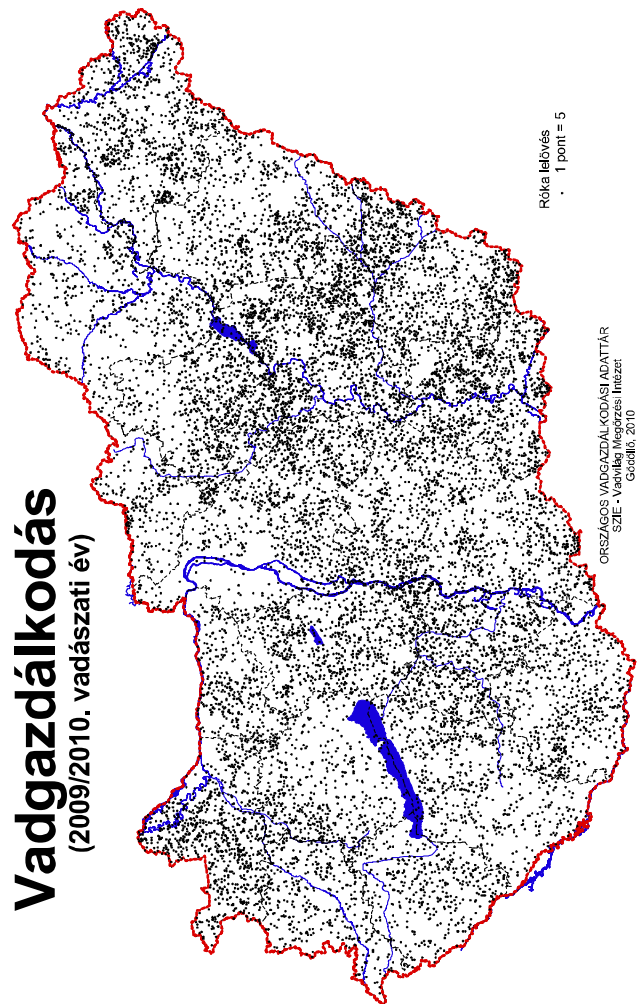 Vadgazdálkodás
(2009/2010. vadászati év)
Róka lelövés
· 1 pont = 5
ORSZÁGOS VADGAZDÁLKODÁSI ADATTÁR
SZIE - Vadvilág Megőrzési Intézet
Gödöllő, 2010